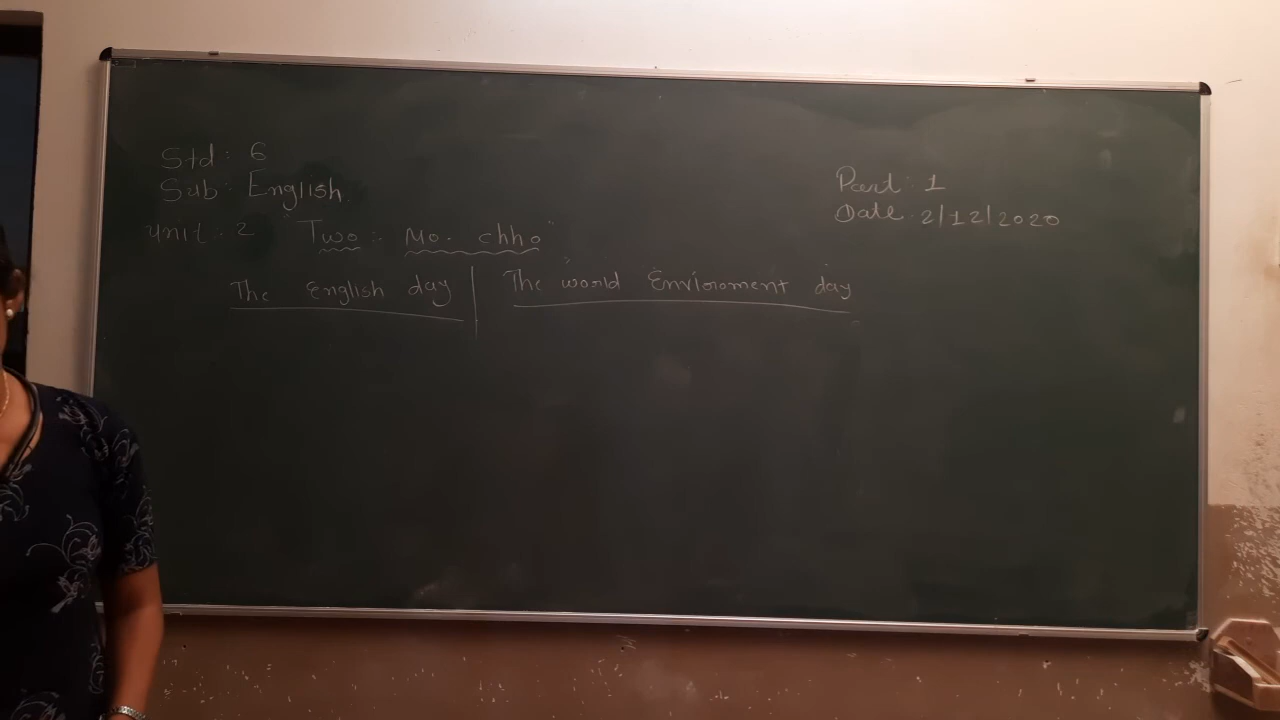 Std : 6
Sub : English
Part : 1
Date 2/12/2020
Unit : 2 "Two : Mo. chho"
The English day | The world Enviroment day